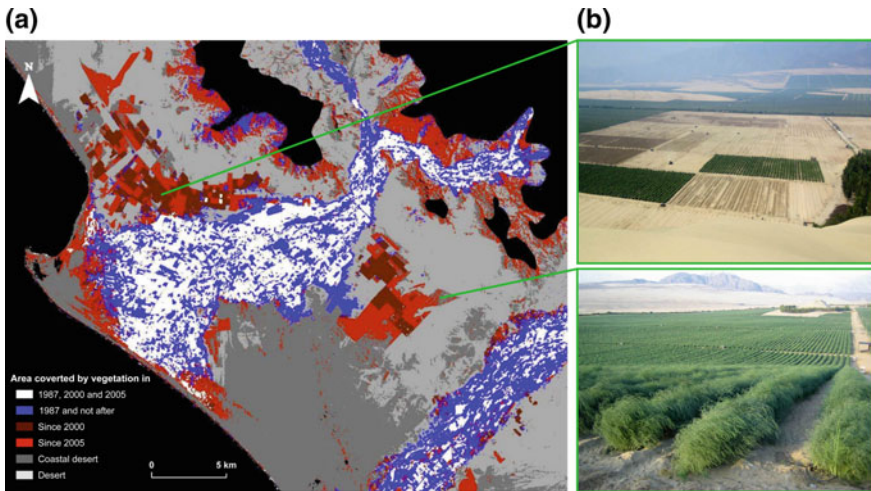 (a)
(b)
N
Area coverted by vegetation in
1987, 2000 and 2005
1987 and not after
Since 2000
Since 2005
Coastal desert
Desert
0 5 km